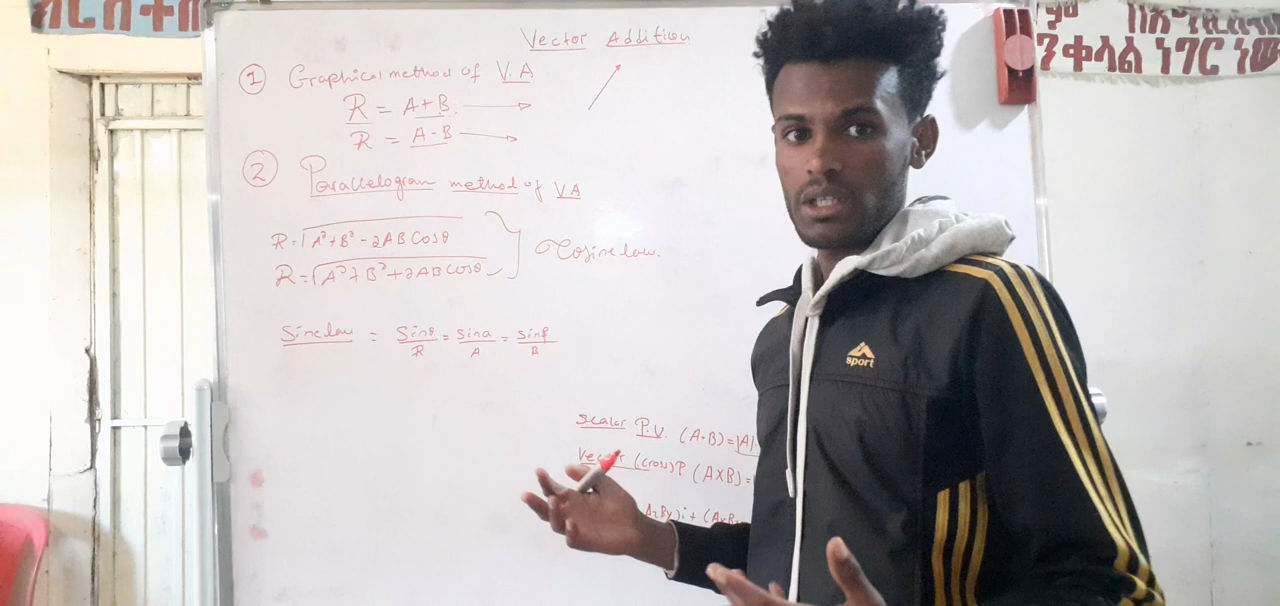 Vector Addition
① Graphical method of V.A
R = A+B
R = A-B
② Parallelogram method of VA
R=√A²+B²-2ABCosθ
R=√A²+B²+2ABCosθ
Cosine law.
Sine law = Sinθ/R = Sinα/A = Sinβ/B
Scalar P.V. (A.B)=|A|
Vector (Cross)P (AXB)=
ንቀላል ነገር ነው
sport